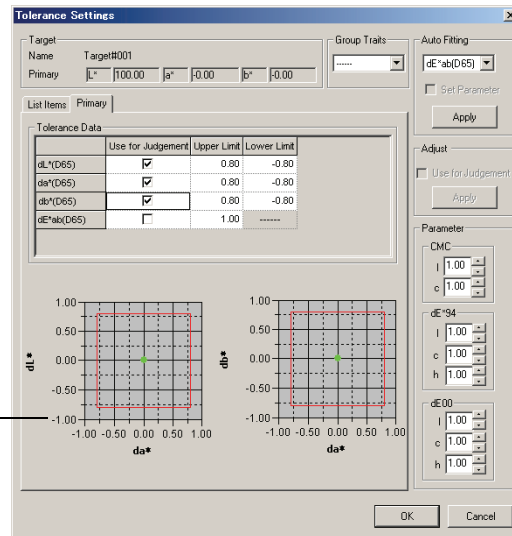 Tolerance Settings
Target
Name Target#001
Primary L* 100.00 a* -0.00 b* -0.00
Group Traits
------
Auto Fitting
dE*ab(D65)
Set Parameter
Apply
Adjust
Use for Judgement
Apply
List Items Primary
Tolerance Data
Use for Judgement Upper Limit Lower Limit
dL*(D65) 0.80 -0.80
da*(D65) 0.80 -0.80
db*(D65) 0.80 -0.80
dE*ab(D65) 1.00 ------
Parameter
CMC
l 1.00
c 1.00
dE*94
l 1.00
c 1.00
h 1.00
dE00
l 1.00
c 1.00
h 1.00
dL*
1.00
0.50
0.00
-0.50
-1.00
-1.00 -0.50 0.00 0.50 1.00
da*
db*
1.00
0.50
0.00
-0.50
-1.00
-1.00 -0.50 0.00 0.50 1.00
da*
OK Cancel